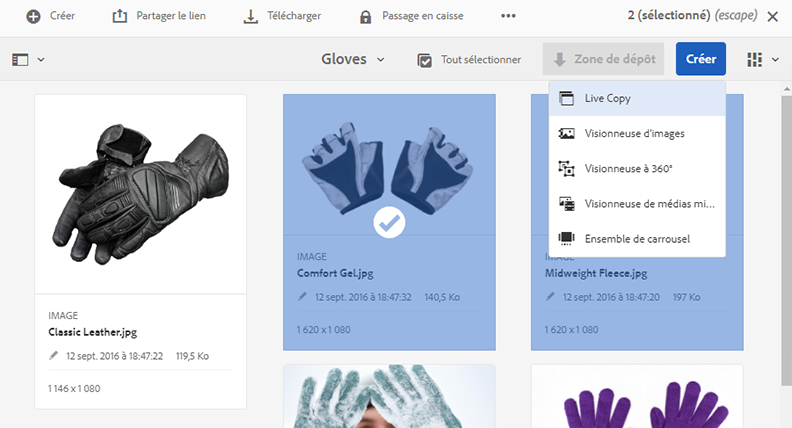 Créer
Partager le lien
Télécharger
Passage en caisse
2 (sélectionné) (escape)
Gloves
Tout sélectionner
Zone de dépôt
Créer
Live Copy
Visionneuse d'images
Visionneuse à 360°
Visionneuse de médias mi...
Ensemble de carrousel
IMAGE
Classic Leather.jpg
12 sept. 2016 à 18:47:22 119,5 Ko
1 146 x 1 080
IMAGE
Comfort Gel.jpg
12 sept. 2016 à 18:47:32 140,5 Ko
1 620 x 1 080
Midweight Fleece.jpg
12 sept. 2016 à 18:47:20 197 Ko
1 620 x 1 080